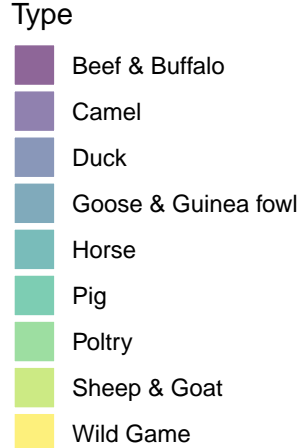 Type
Beef & Buffalo
Camel
Duck
Goose & Guinea fowl
Horse
Pig
Poltry
Sheep & Goat
Wild Game